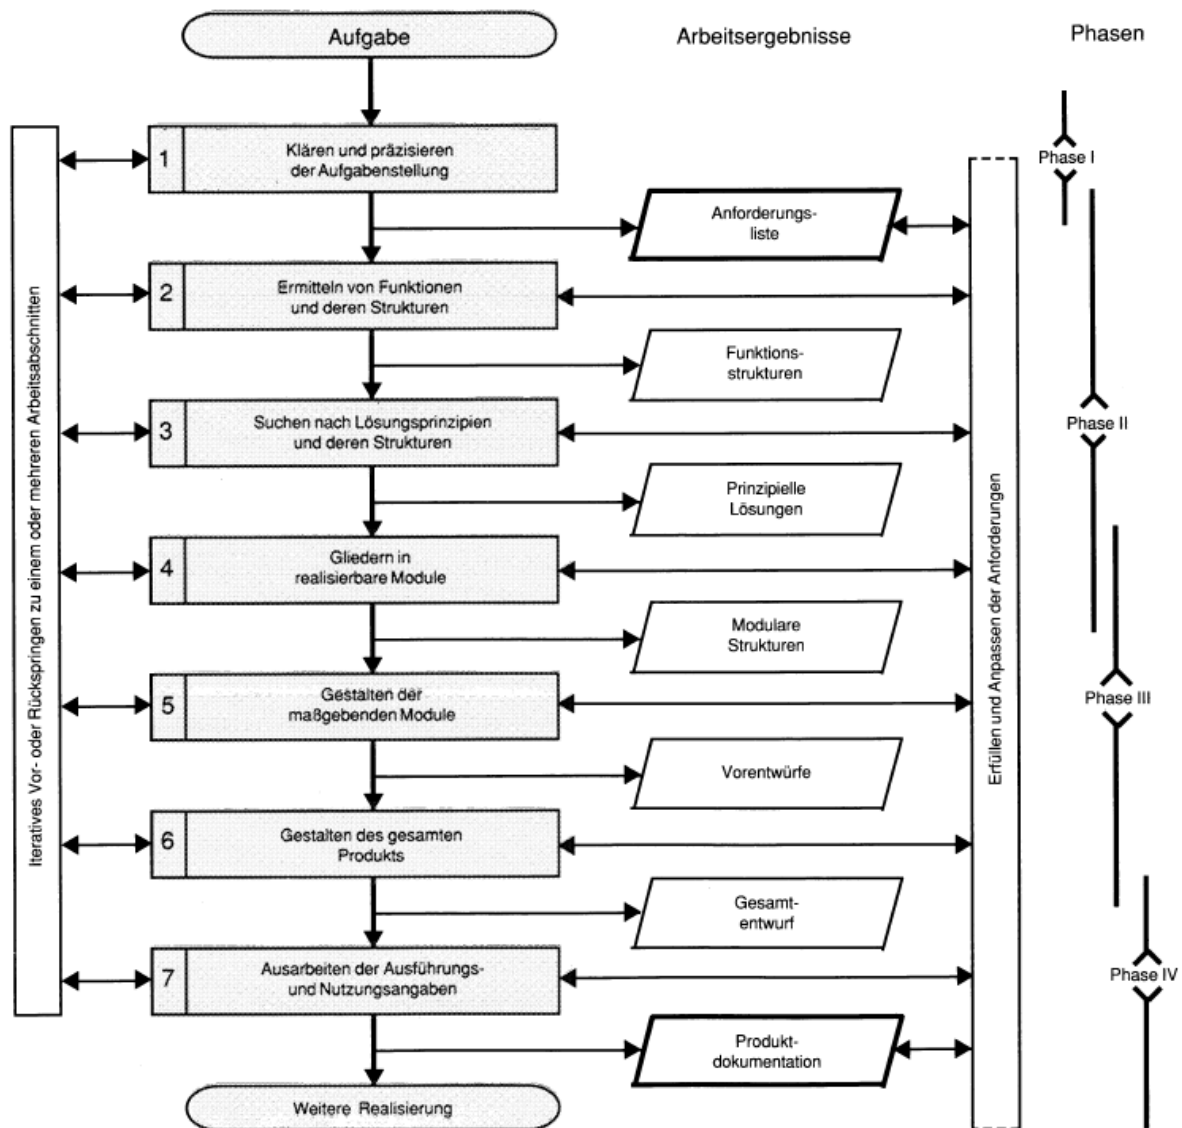 Aufgabe
Arbeitsergebnisse
Phasen
1
Klären und präzisieren
der Aufgabenstellung
Phase I
Anforderungs-
liste
2
Ermitteln von Funktionen
und deren Strukturen
Funktions-
strukturen
3
Suchen nach Lösungsprinzipien
und deren Strukturen
Phase II
Prinzipielle
Lösungen
4
Gliedern in
realisierbare Module
Modulare
Strukturen
5
Gestalten der
maßgebenden Module
Phase III
Vorentwürfe
6
Gestalten des gesamten
Produkts
Gesamt-
entwurf
7
Ausarbeiten der Ausführungs-
und Nutzungsangaben
Phase IV
Produkt-
dokumentation
Weitere Realisierung
Iteratives Vor- oder Rückspringen zu einem oder mehreren Arbeitsabschnitten
Erfüllen und Anpassen der Anforderungen